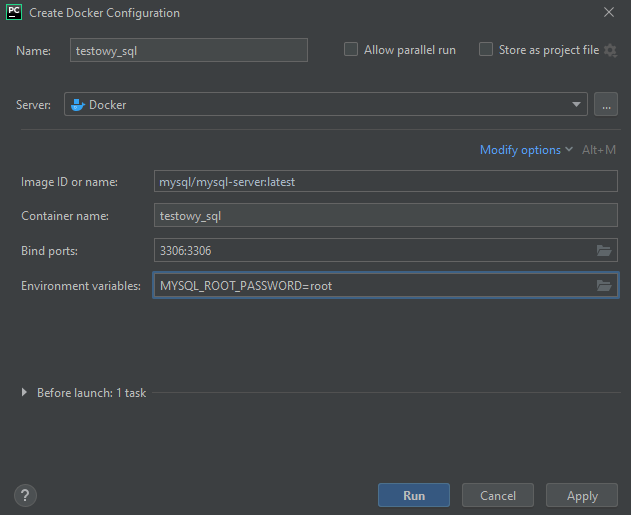 PC Create Docker Configuration
Name: testowy_sql Allow parallel run Store as project file
Server: Docker ...
Modify options Alt+M
Image ID or name: mysql/mysql-server:latest
Container name: testowy_sql
Bind ports: 3306:3306
Environment variables: MYSQL_ROOT_PASSWORD=root
Before launch: 1 task
? Run Cancel Apply